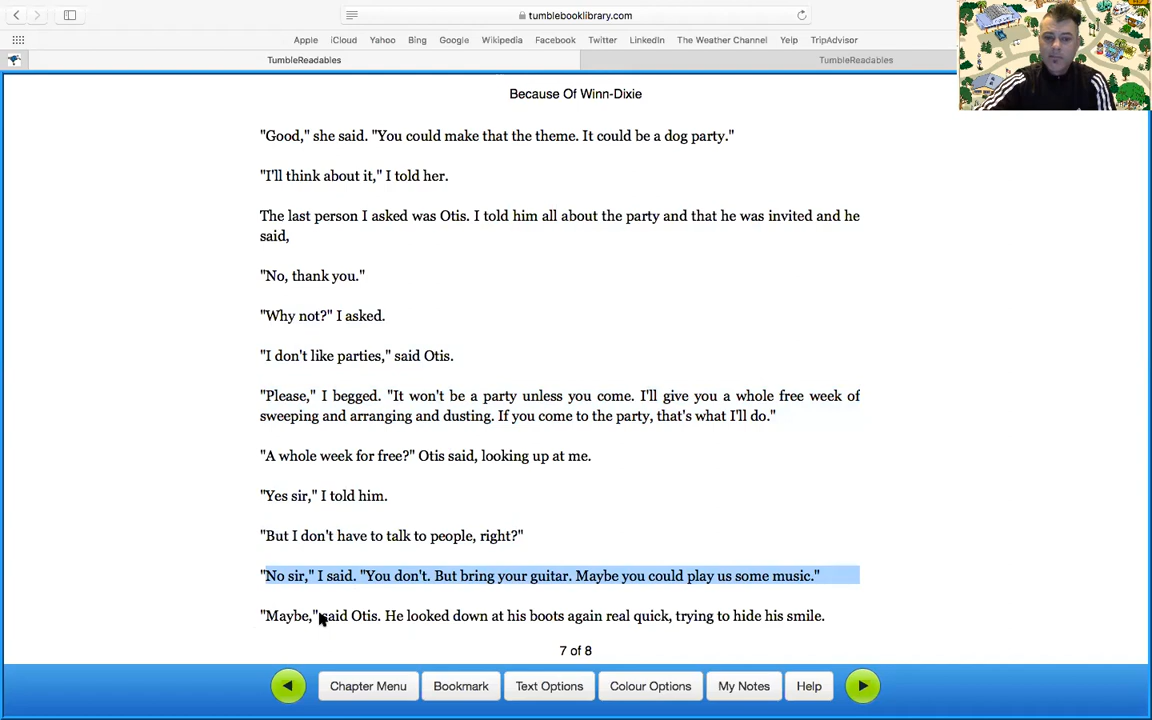 tumblebooklibrary.com
Apple iCloud Yahoo Bing Google Wikipedia Facebook Twitter LinkedIn The Weather Channel Yelp TripAdvisor
TumbleReadables TumbleReadables
Because Of Winn-Dixie
"Good," she said. "You could make that the theme. It could be a dog party."
"I'll think about it," I told her.
The last person I asked was Otis. I told him all about the party and that he was invited and he
said,
"No, thank you."
"Why not?" I asked.
"I don't like parties," said Otis.
"Please," I begged. "It won't be a party unless you come. I'll give you a whole free week of
sweeping and arranging and dusting. If you come to the party, that's what I'll do."
"A whole week for free?" Otis said, looking up at me.
"Yes sir," I told him.
"But I don't have to talk to people, right?"
"No sir," I said. "You don't. But bring your guitar. Maybe you could play us some music."
"Maybe," said Otis. He looked down at his boots again real quick, trying to hide his smile.
7 of 8
Chapter Menu Bookmark Text Options Colour Options My Notes Help